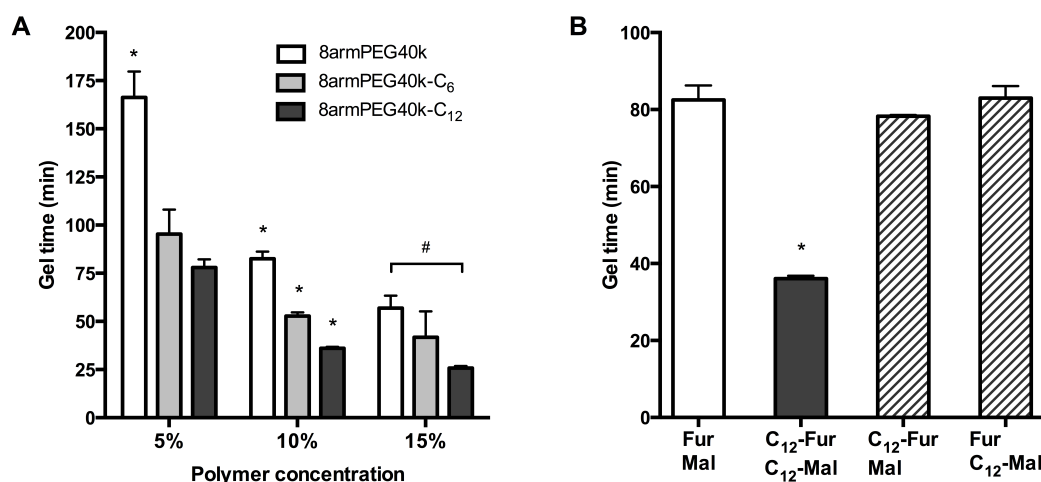 A
200
175
150
125
100
75
50
25
0
Gel time (min)
*
*
*
*
#
8armPEG40k
8armPEG40k-C₆
8armPEG40k-C₁₂
5% 10% 15%
Polymer concentration
B
100
80
60
40
20
0
Gel time (min)
*
Fur
Mal
C₁₂-Fur
C₁₂-Mal
C₁₂-Fur
Mal
Fur
C₁₂-Mal